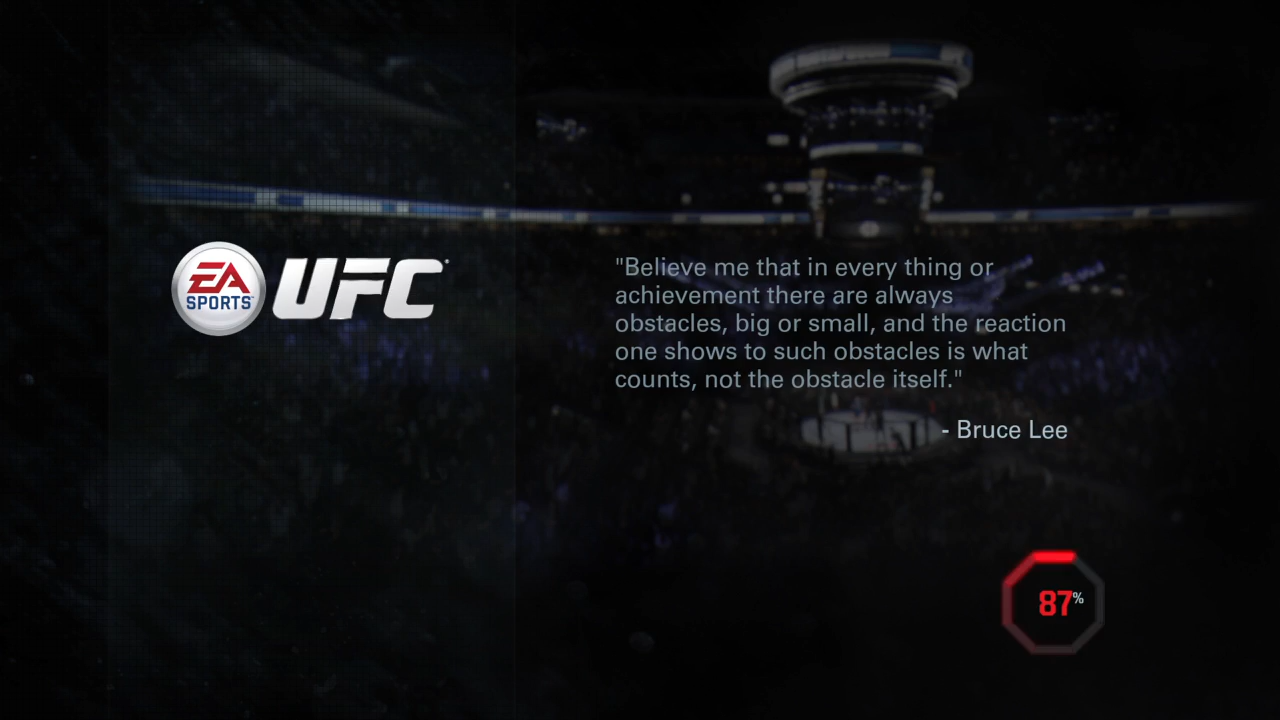 EA
SPORTS™
UFC
"Believe me that in every thing or
achievement there are always
obstacles, big or small, and the reaction
one shows to such obstacles is what
counts, not the obstacle itself."
- Bruce Lee
87%